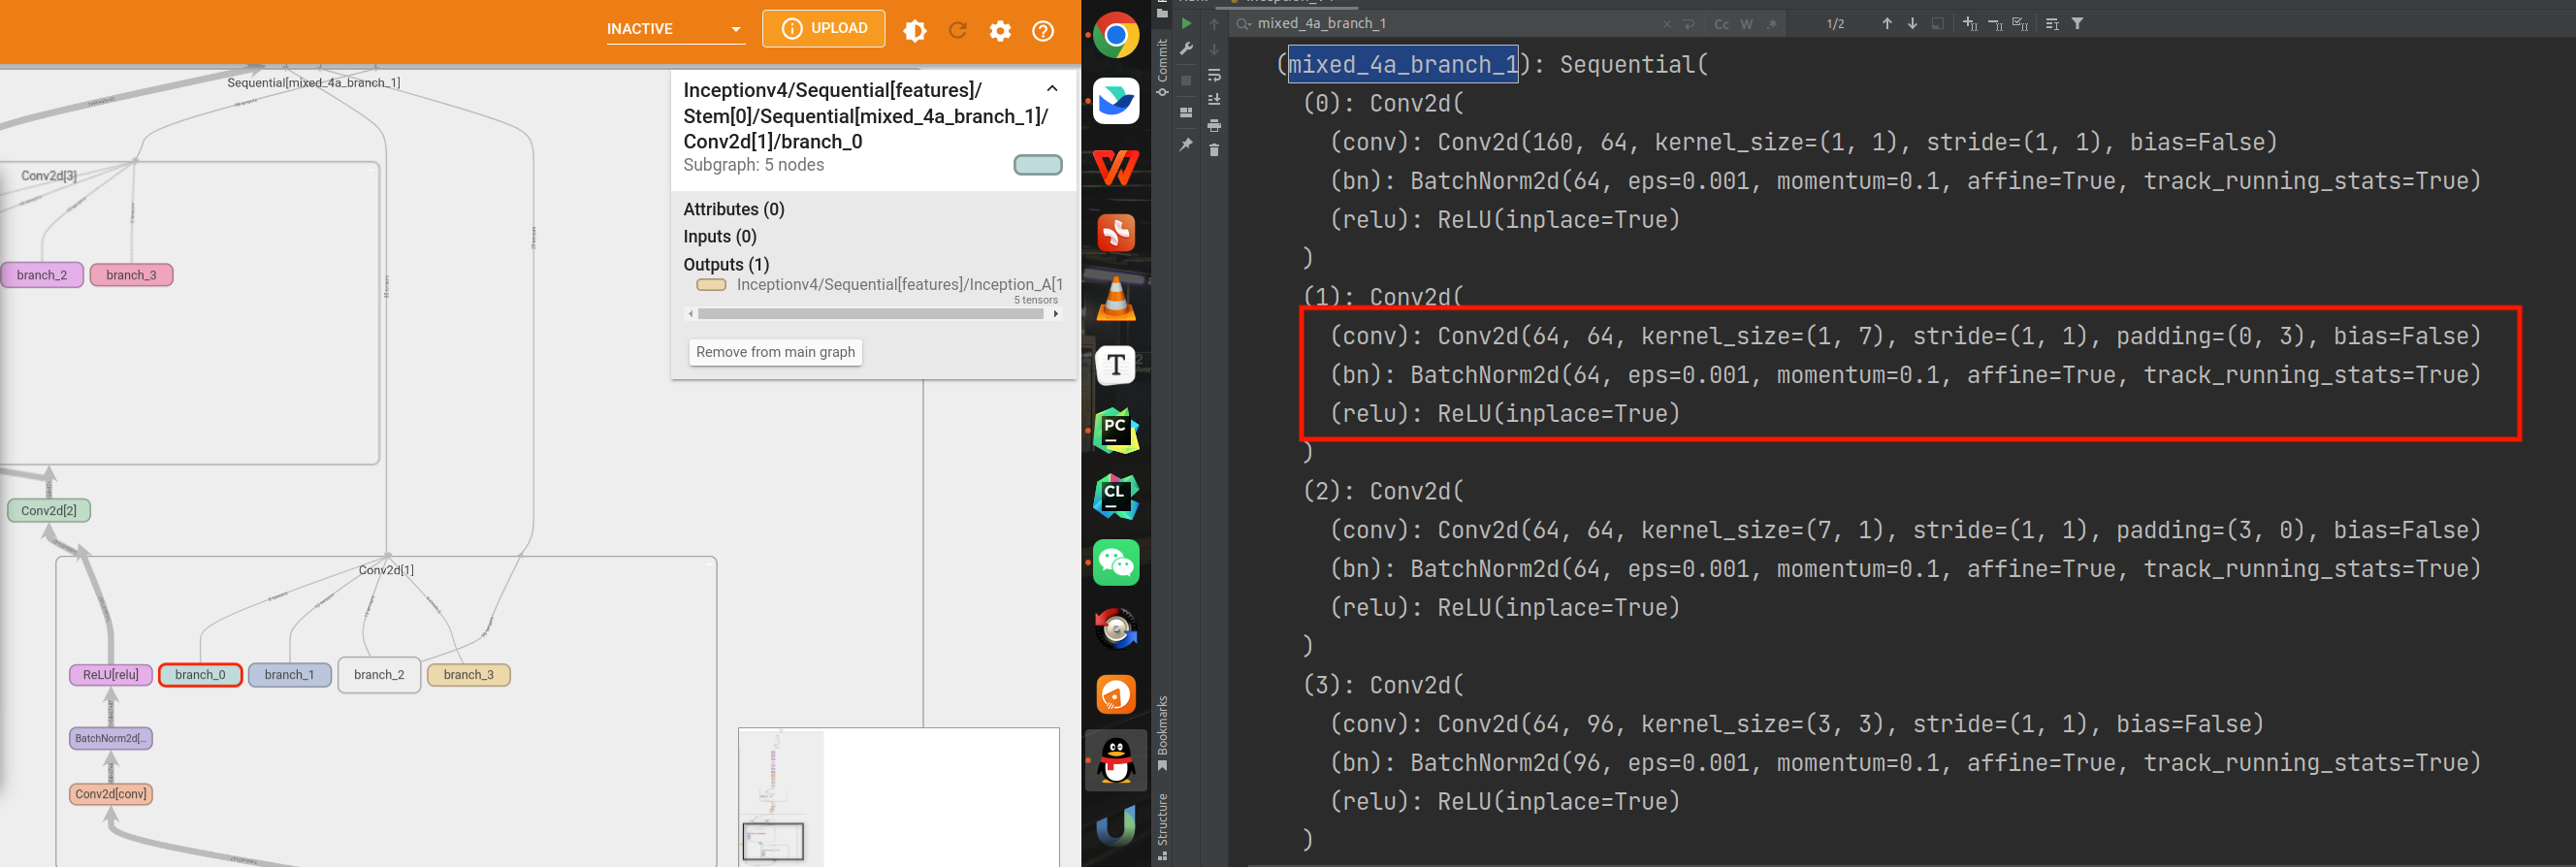 INACTIVE
UPLOAD
Sequential[mixed_4a_branch_1]
Conv2d[3]
branch_2
branch_3
Conv2d[2]
Conv2d[1]
ReLU[relu]
branch_0
branch_1
branch_2
branch_3
BatchNorm2d[...
Conv2d[conv]
Inceptionv4/Sequential[features]/
Stem[0]/Sequential[mixed_4a_branch_1]/
Conv2d[1]/branch_0
Subgraph: 5 nodes
Attributes (0)
Inputs (0)
Outputs (1)
Inceptionv4/Sequential[features]/Inception_A[1
5 tensors
Remove from main graph
T
PC
CL
Commit
Bookmarks
Structure
mixed_4a_branch_1
Cc
W
.*
1/2
(mixed_4a_branch_1): Sequential(
(0): Conv2d(
(conv): Conv2d(160, 64, kernel_size=(1, 1), stride=(1, 1), bias=False)
(bn): BatchNorm2d(64, eps=0.001, momentum=0.1, affine=True, track_running_stats=True)
(relu): ReLU(inplace=True)
)
(1): Conv2d(
(conv): Conv2d(64, 64, kernel_size=(1, 7), stride=(1, 1), padding=(0, 3), bias=False)
(bn): BatchNorm2d(64, eps=0.001, momentum=0.1, affine=True, track_running_stats=True)
(relu): ReLU(inplace=True)
)
(2): Conv2d(
(conv): Conv2d(64, 64, kernel_size=(7, 1), stride=(1, 1), padding=(3, 0), bias=False)
(bn): BatchNorm2d(64, eps=0.001, momentum=0.1, affine=True, track_running_stats=True)
(relu): ReLU(inplace=True)
)
(3): Conv2d(
(conv): Conv2d(64, 96, kernel_size=(3, 3), stride=(1, 1), bias=False)
(bn): BatchNorm2d(96, eps=0.001, momentum=0.1, affine=True, track_running_stats=True)
(relu): ReLU(inplace=True)
)